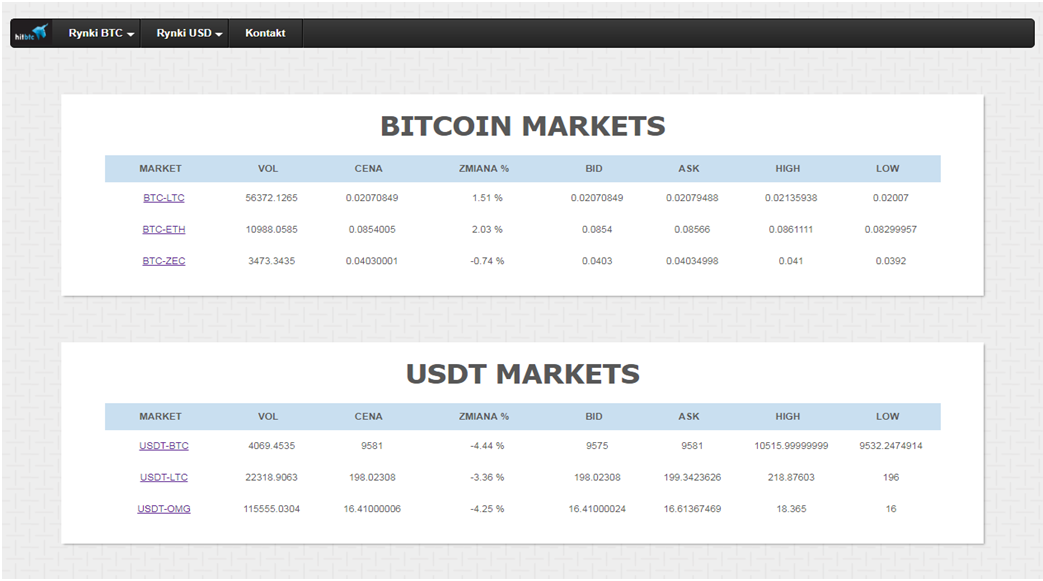 hitbtc Rynki BTC Rynki USD Kontakt
BITCOIN MARKETS
MARKET VOL CENA ZMIANA % BID ASK HIGH LOW
BTC-LTC 56372.1265 0.02070849 1.51 % 0.02070849 0.02079488 0.02135938 0.02007
BTC-ETH 10988.0585 0.0854005 2.03 % 0.0854 0.08566 0.0861111 0.08299957
BTC-ZEC 3473.3435 0.04030001 -0.74 % 0.0403 0.04034998 0.041 0.0392
USDT MARKETS
MARKET VOL CENA ZMIANA % BID ASK HIGH LOW
USDT-BTC 4069.4535 9581 -4.44 % 9575 9581 10515.99999999 9532.2474914
USDT-LTC 22318.9063 198.02308 -3.36 % 198.02308 199.3423626 218.87603 196
USDT-OMG 115555.0304 16.41000006 -4.25 % 16.41000024 16.61367469 18.365 16